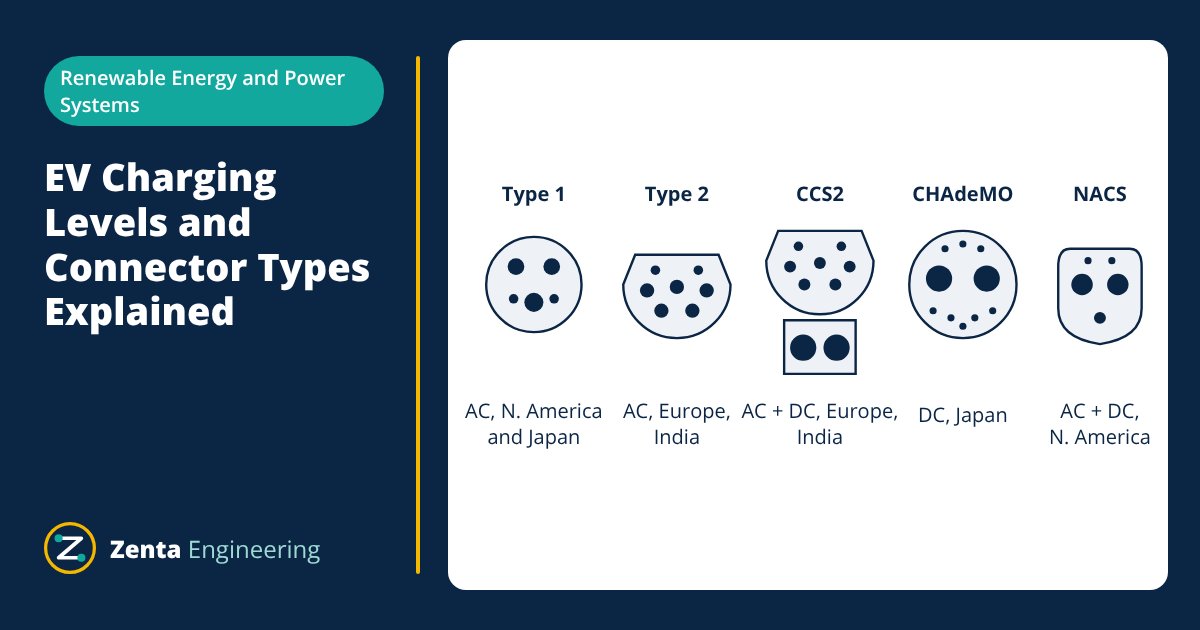 Renewable Energy and Power
Systems
EV Charging
Levels and
Connector Types
Explained
Zenta Engineering
Type 1
Type 2
CCS2
CHAdeMO
NACS
AC, N. America
and Japan
AC, Europe,
India
AC + DC, Europe,
India
DC, Japan
AC + DC,
N. America